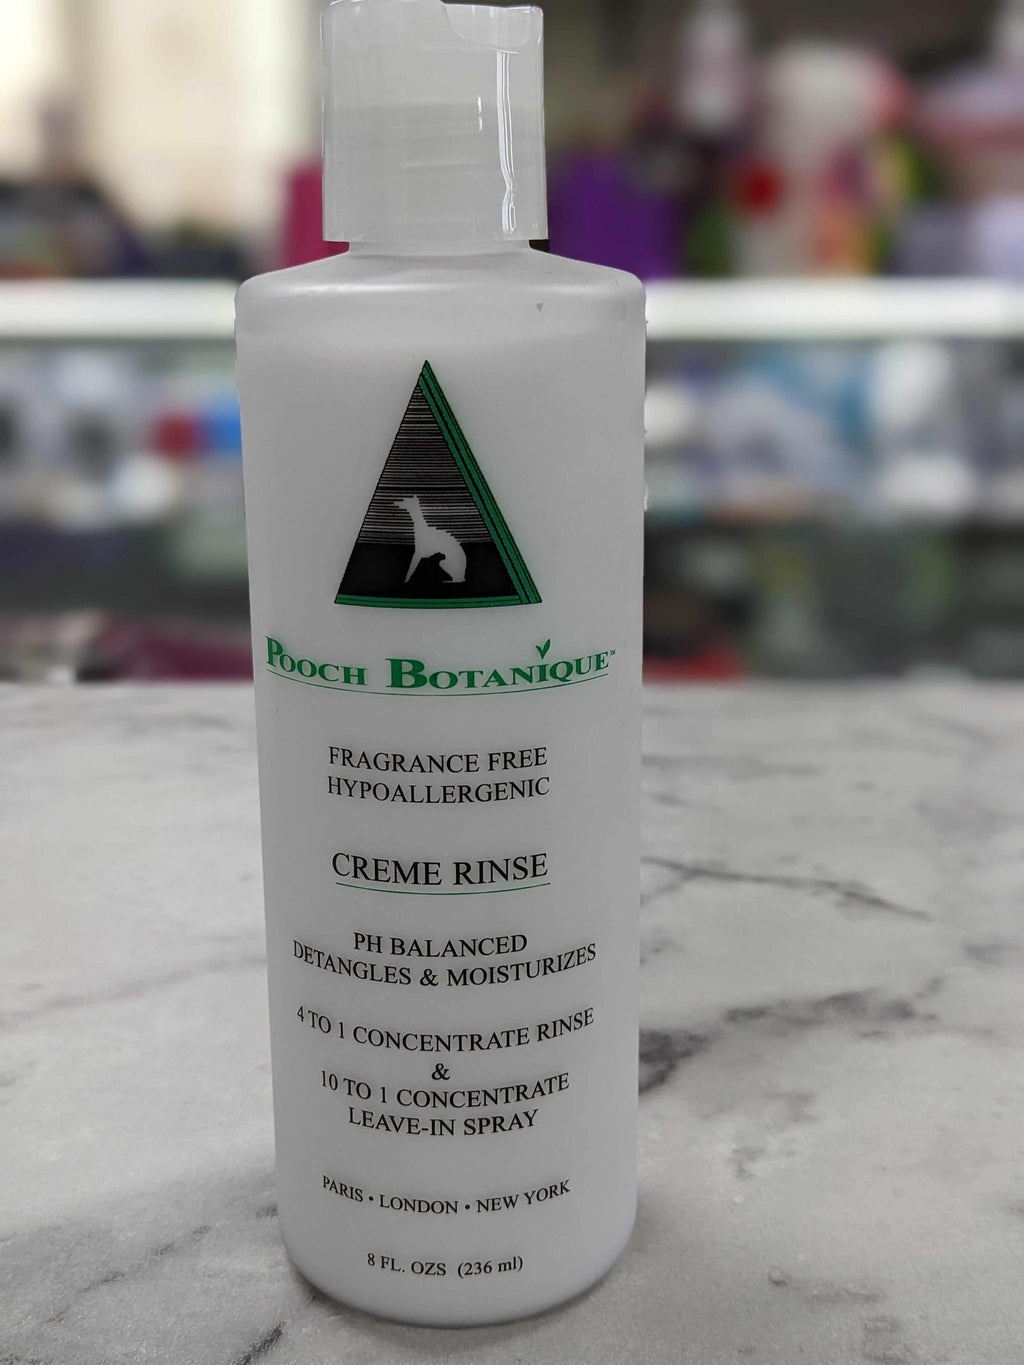 POOCH BOTANIQUE™
FRAGRANCE FREE
HYPOALLERGENIC
CREME RINSE
PH BALANCED
DETANGLES & MOISTURIZES
4 TO 1 CONCENTRATE RINSE
&
10 TO 1 CONCENTRATE
LEAVE-IN SPRAY
PARIS • LONDON • NEW YORK
8 FL. OZS (236 ml)